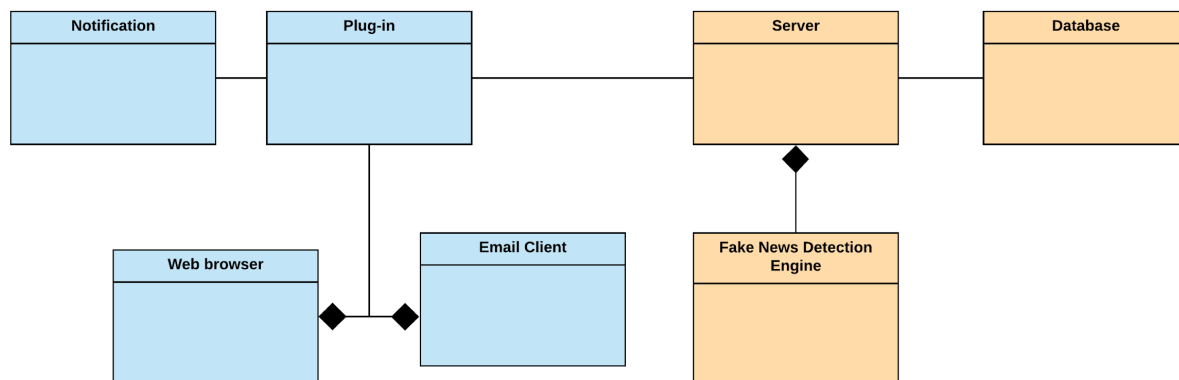 Notification
Plug-in
Server
Database
Web browser
Email Client
Fake News Detection
Engine